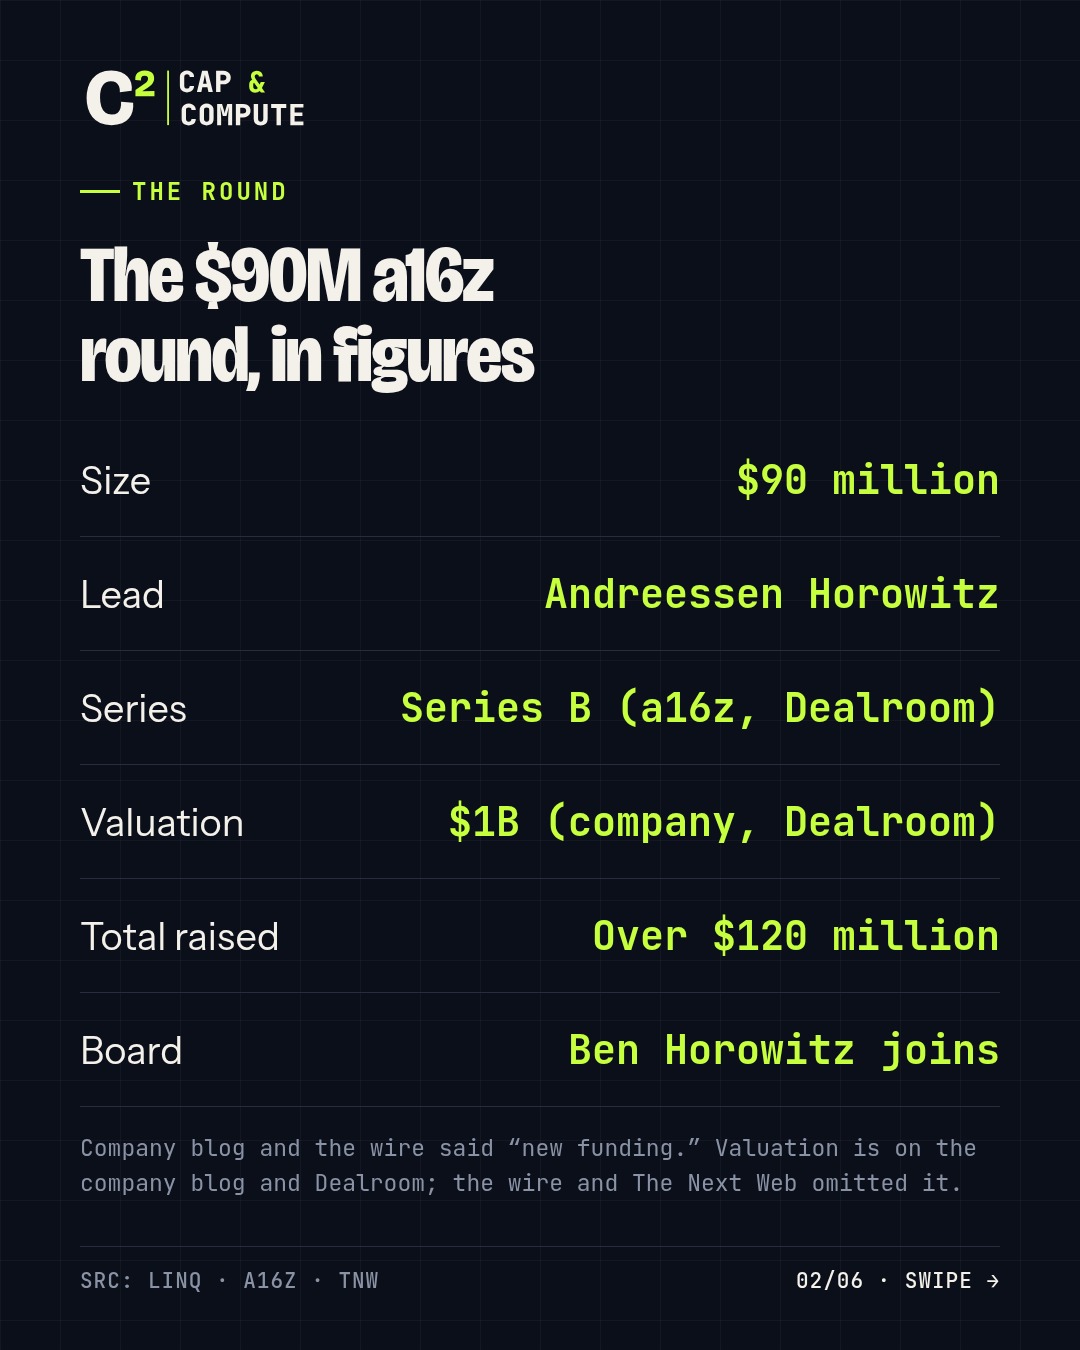 C² CAP &
COMPUTE
THE ROUND
The $90M a16z
round, in figures
Size $90 million
Lead Andreessen Horowitz
Series Series B (a16z, Dealroom)
Valuation $1B (company, Dealroom)
Total raised Over $120 million
Board Ben Horowitz joins
Company blog and the wire said “new funding.” Valuation is on the
company blog and Dealroom; the wire and The Next Web omitted it.
SRC: LINQ · A16Z · TNW 02/06 · SWIPE →